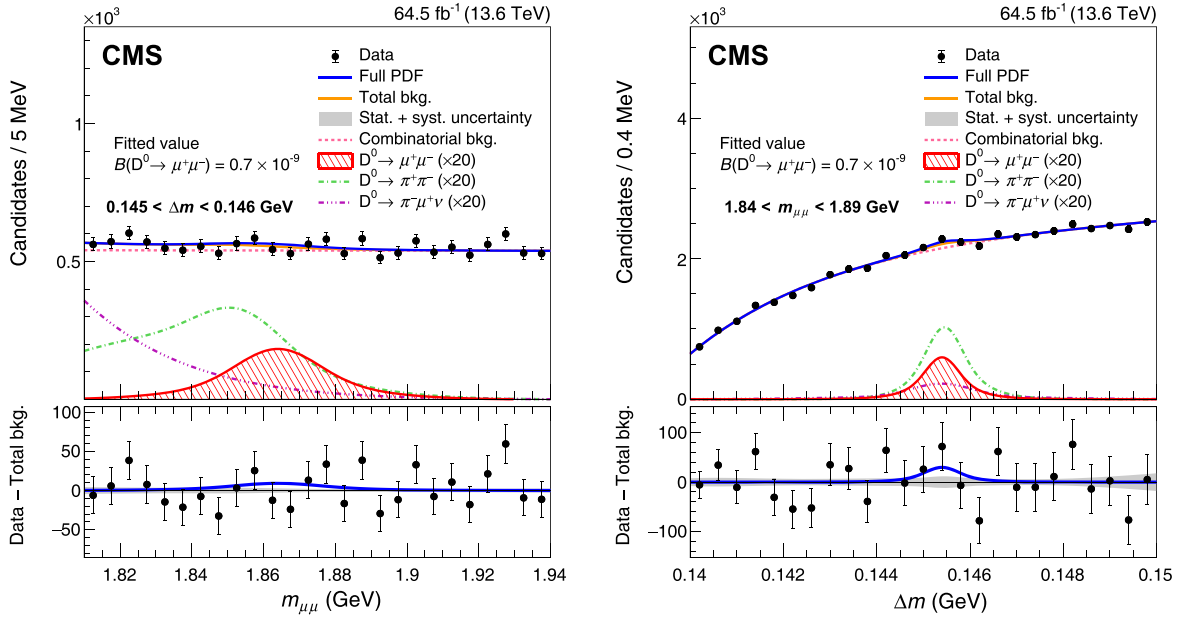 ×10³
64.5 fb⁻¹ (13.6 TeV)
CMS
Data
Full PDF
Total bkg.
Stat. + syst. uncertainty
Combinatorial bkg.
D⁰→ μ⁺μ⁻ (×20)
D⁰→ π⁺π⁻ (×20)
D⁰→ π⁻μ⁺ν (×20)
Fitted value
B(D⁰→ μ⁺μ⁻) = 0.7 × 10⁻⁹
0.145 < Δm < 0.146 GeV
Candidates / 5 MeV
1
0.5
0
Data − Total bkg.
100
50
0
−50
1.82
1.84
1.86
1.88
1.9
1.92
1.94
m_μμ (GeV)
×10³
64.5 fb⁻¹ (13.6 TeV)
CMS
Data
Full PDF
Total bkg.
Stat. + syst. uncertainty
Combinatorial bkg.
D⁰→ μ⁺μ⁻ (×20)
D⁰→ π⁺π⁻ (×20)
D⁰→ π⁻μ⁺ν (×20)
Fitted value
B(D⁰→ μ⁺μ⁻) = 0.7 × 10⁻⁹
1.84 < m_μμ < 1.89 GeV
Candidates / 0.4 MeV
4
2
0
Data − Total bkg.
100
0
−100
0.14
0.142
0.144
0.146
0.148
0.15
Δm (GeV)